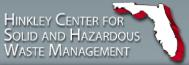 Hinkley Center for
Solid and Hazardous
Waste Management